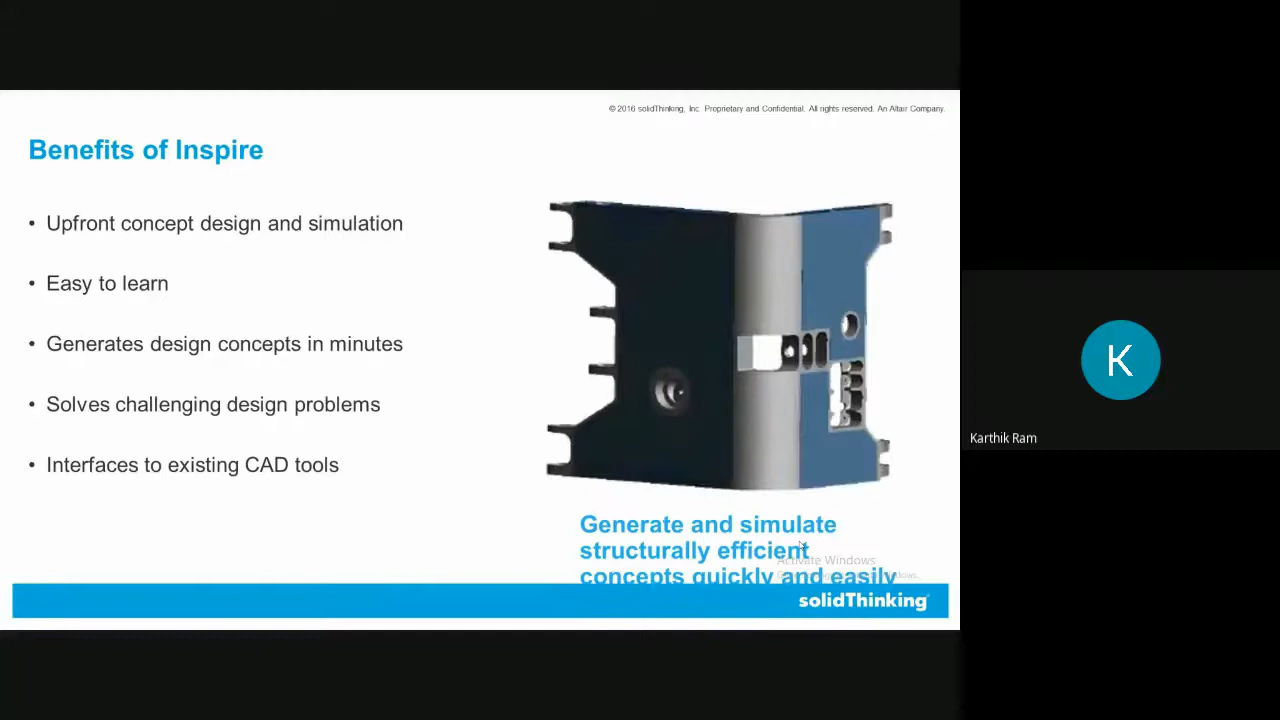 © 2016 solidThinking, Inc. Proprietary and Confidential. All rights reserved. An Altair Company.
Benefits of Inspire
• Upfront concept design and simulation
• Easy to learn
• Generates design concepts in minutes
• Solves challenging design problems
• Interfaces to existing CAD tools
Generate and simulate
structurally efficient
concepts quickly and easily
Activate Windows
solidThinking
K
Karthik Ram